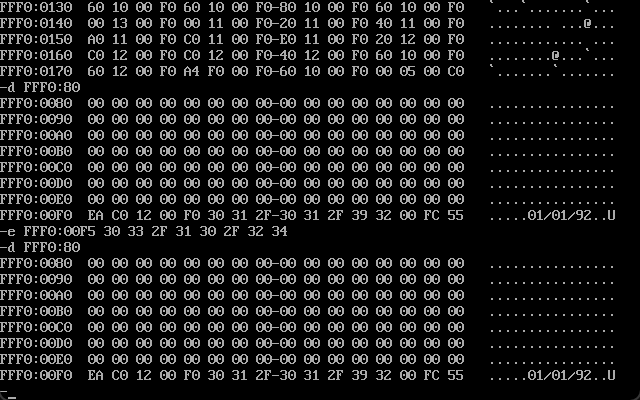 FFF0:0130  60 10 00 F0 60 10 00 F0-80 10 00 F0 60 10 00 F0   `...`.......`...
FFF0:0140  00 13 00 F0 00 11 00 F0-20 11 00 F0 40 11 00 F0   ........ ...@...
FFF0:0150  A0 11 00 F0 C0 11 00 F0-E0 11 00 F0 20 12 00 F0   ............ ...
FFF0:0160  C0 12 00 F0 C0 12 00 F0-40 12 00 F0 60 10 00 F0   ........@...`...
FFF0:0170  60 12 00 F0 A4 F0 00 F0-60 10 00 F0 00 05 00 C0   `.......`.......
-d FFF0:80
FFF0:0080  00 00 00 00 00 00 00 00-00 00 00 00 00 00 00 00   ................
FFF0:0090  00 00 00 00 00 00 00 00-00 00 00 00 00 00 00 00   ................
FFF0:00A0  00 00 00 00 00 00 00 00-00 00 00 00 00 00 00 00   ................
FFF0:00B0  00 00 00 00 00 00 00 00-00 00 00 00 00 00 00 00   ................
FFF0:00C0  00 00 00 00 00 00 00 00-00 00 00 00 00 00 00 00   ................
FFF0:00D0  00 00 00 00 00 00 00 00-00 00 00 00 00 00 00 00   ................
FFF0:00E0  00 00 00 00 00 00 00 00-00 00 00 00 00 00 00 00   ................
FFF0:00F0  EA C0 12 00 F0 30 31 2F-30 31 2F 39 32 00 FC 55   .....01/01/92..U
-e FFF0:00F5 30 33 2F 31 30 2F 32 34
-d FFF0:80
FFF0:0080  00 00 00 00 00 00 00 00-00 00 00 00 00 00 00 00   ................
FFF0:0090  00 00 00 00 00 00 00 00-00 00 00 00 00 00 00 00   ................
FFF0:00A0  00 00 00 00 00 00 00 00-00 00 00 00 00 00 00 00   ................
FFF0:00B0  00 00 00 00 00 00 00 00-00 00 00 00 00 00 00 00   ................
FFF0:00C0  00 00 00 00 00 00 00 00-00 00 00 00 00 00 00 00   ................
FFF0:00D0  00 00 00 00 00 00 00 00-00 00 00 00 00 00 00 00   ................
FFF0:00E0  00 00 00 00 00 00 00 00-00 00 00 00 00 00 00 00   ................
FFF0:00F0  EA C0 12 00 F0 30 31 2F-30 31 2F 39 32 00 FC 55   .....01/01/92..U
-_